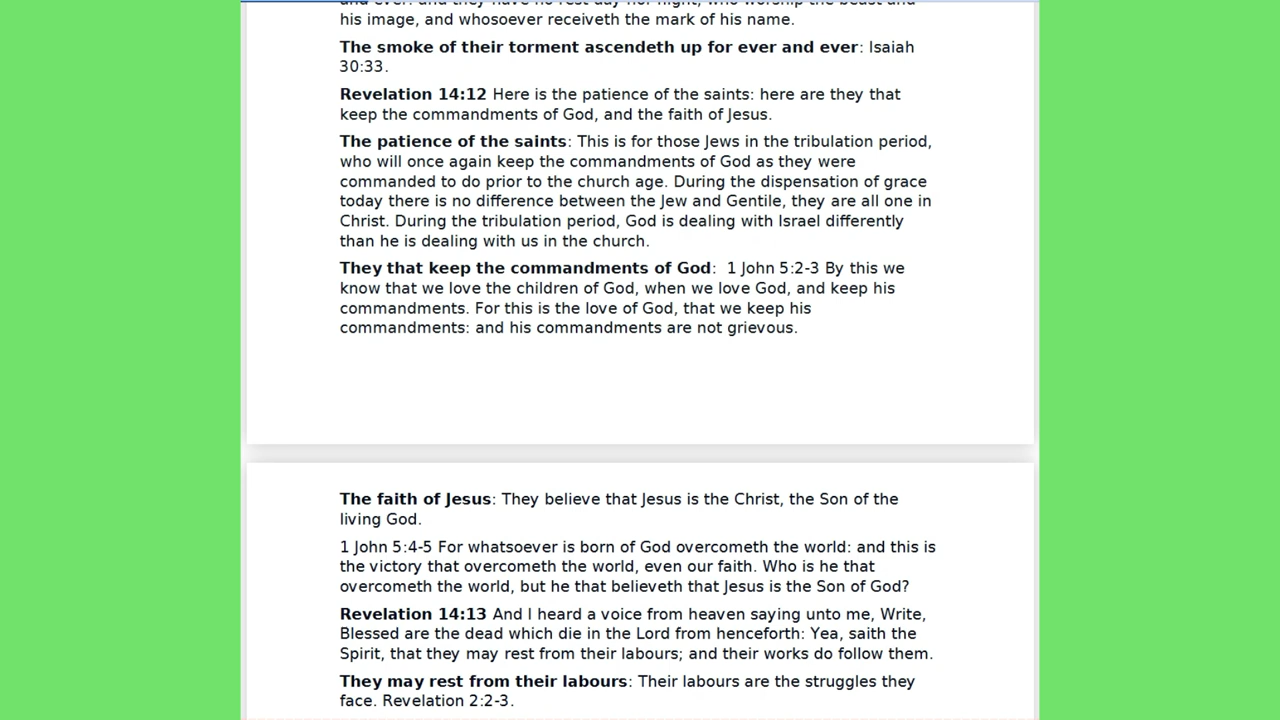 and ever: and they have no rest day nor night, who worship the beast and
his image, and whosoever receiveth the mark of his name.
The smoke of their torment ascendeth up for ever and ever: Isaiah
30:33.
Revelation 14:12 Here is the patience of the saints: here are they that
keep the commandments of God, and the faith of Jesus.
The patience of the saints: This is for those Jews in the tribulation period,
who will once again keep the commandments of God as they were
commanded to do prior to the church age. During the dispensation of grace
today there is no difference between the Jew and Gentile, they are all one in
Christ. During the tribulation period, God is dealing with Israel differently
than he is dealing with us in the church.
They that keep the commandments of God:  1 John 5:2-3 By this we
know that we love the children of God, when we love God, and keep his
commandments. For this is the love of God, that we keep his
commandments: and his commandments are not grievous.
The faith of Jesus: They believe that Jesus is the Christ, the Son of the
living God.
1 John 5:4-5 For whatsoever is born of God overcometh the world: and this is
the victory that overcometh the world, even our faith. Who is he that
overcometh the world, but he that believeth that Jesus is the Son of God?
Revelation 14:13 And I heard a voice from heaven saying unto me, Write,
Blessed are the dead which die in the Lord from henceforth: Yea, saith the
Spirit, that they may rest from their labours; and their works do follow them.
They may rest from their labours: Their labours are the struggles they
face. Revelation 2:2-3.